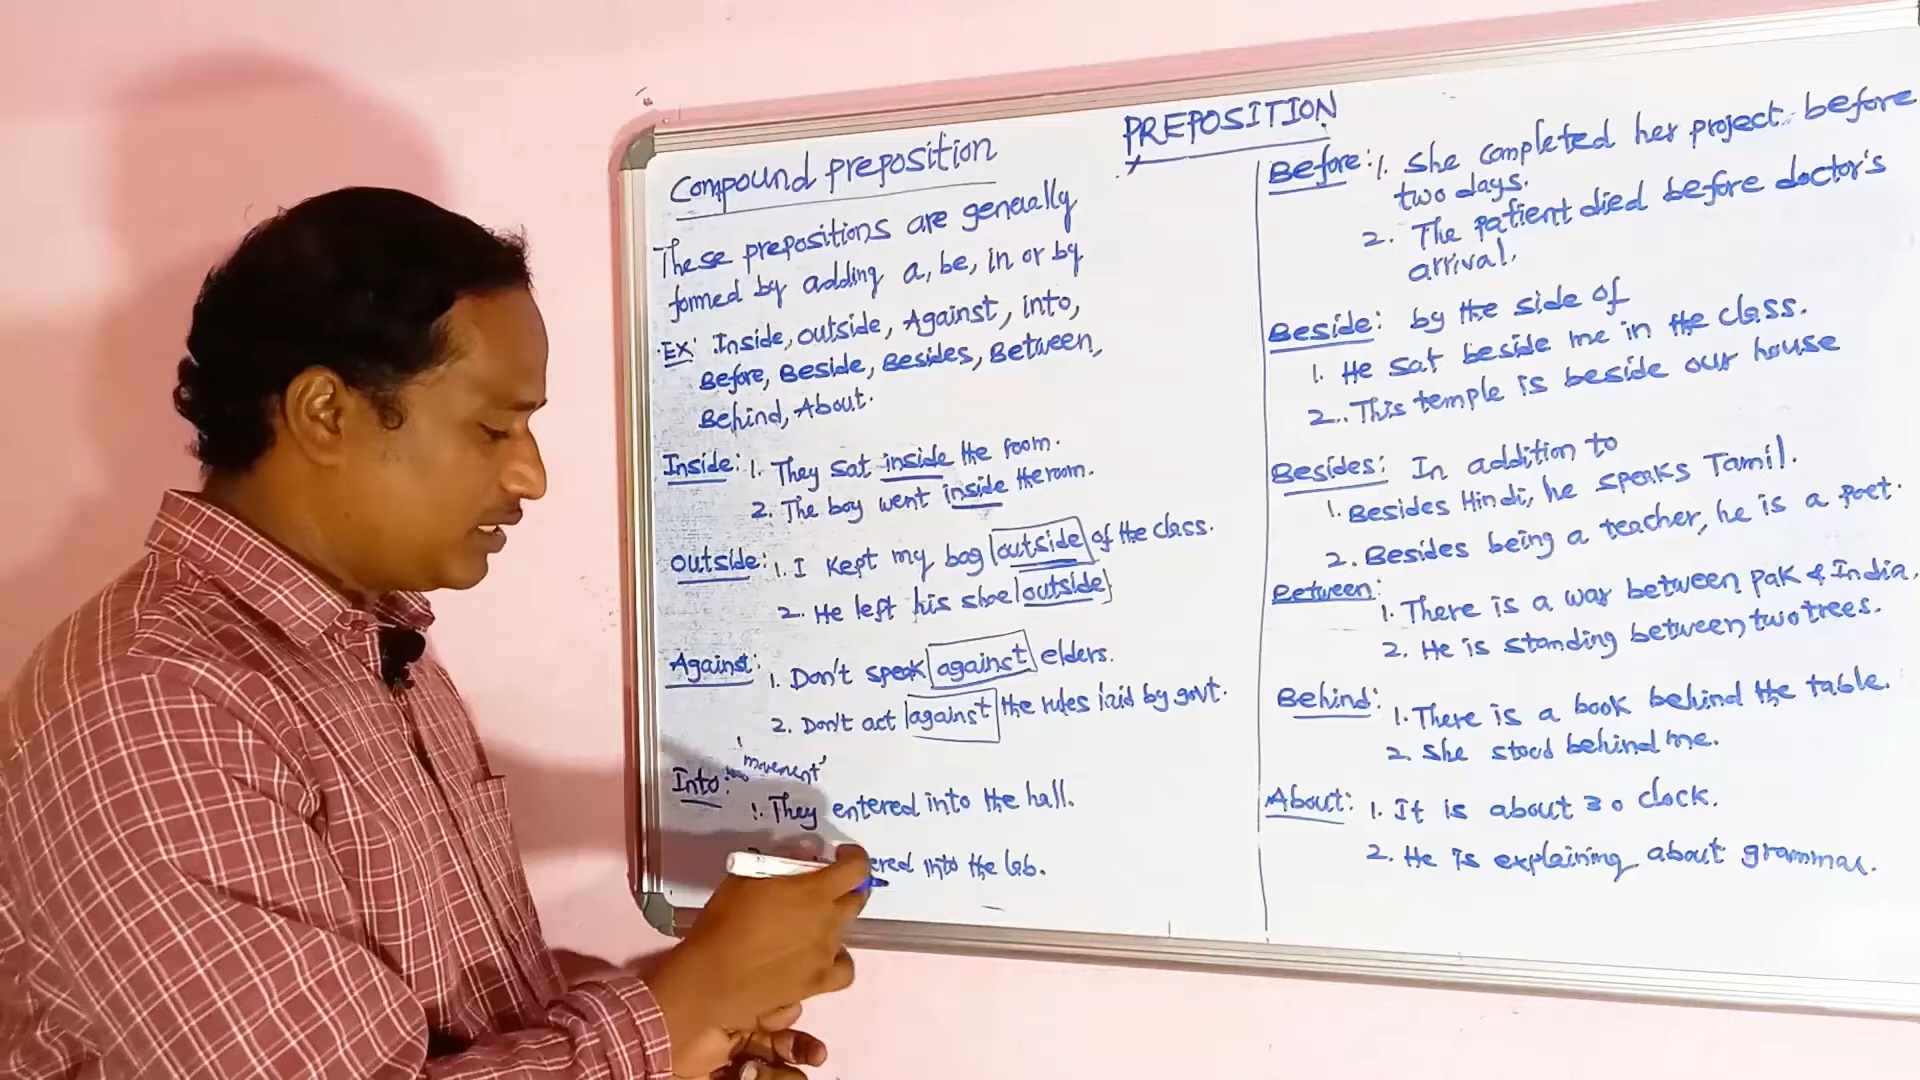 PREPOSITION
Compound preposition
These prepositions are genenally
formed by adding a, be, in or by
EX: Inside, outside, Against, into,
Before, Beside, Besides, Between,
Behind, About.
Inside: 1. They sat inside the room.
2. The boy went inside the room.
outside: 1. I kept my bag outside of the class.
2. He left his shoe outside
Against: 1. Don't speak against elders.
2. Don't act against the rules laid by govt.
Into: 'movement'
1. They entered into the hall.
ered into the lab.
Before: 1. She completed her project before
two days.
2. The patient died before doctor's
arrival.
Beside: by the side of
1. He sat beside me in the class.
2. This temple is beside our house
Besides: In addition to
1. Besides Hindi, he speaks Tamil.
2. Besides being a teacher, he is a poet.
Between:
1. There is a war between Pak & India.
2. He is standing between two trees.
Behind: 1. There is a book behind the table.
2. She stood behind me.
About: 1. It is about 3 o clock.
2. He is explaining about grammar.